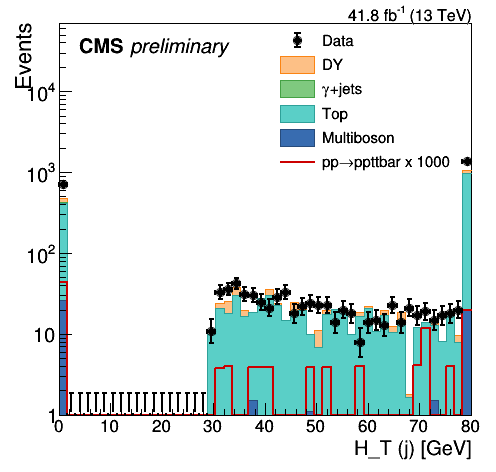 41.8 fb⁻¹ (13 TeV)
CMS preliminary
Events
Data
DY
γ+jets
Top
Multiboson
pp→ppttbar x 1000
10⁴
10³
10²
10
1
0 10 20 30 40 50 60 70 80
H_T (j) [GeV]